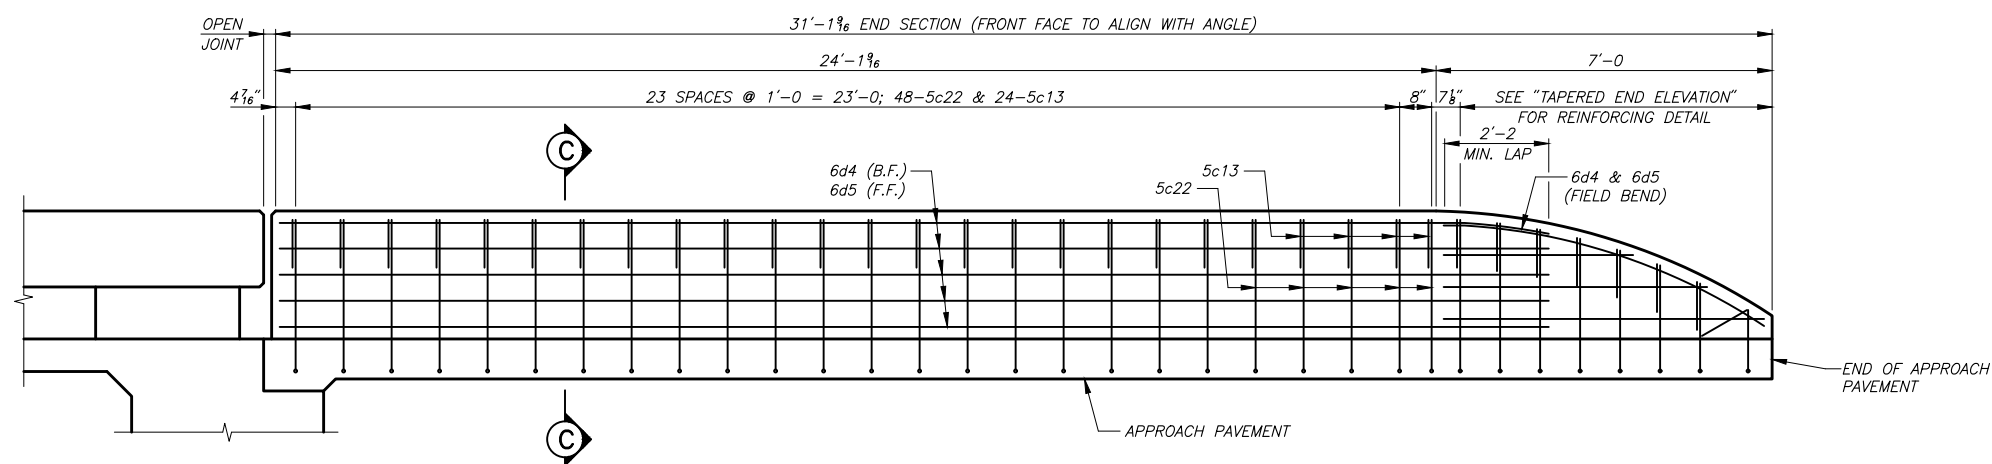 OPEN
JOINT
31'-1 9/16 END SECTION (FRONT FACE TO ALIGN WITH ANGLE)
24'-1 9/16
7'-0
4 7/16"
23 SPACES @ 1'-0 = 23'-0; 48-5c22 & 24-5c13
8"
7 1/8"
SEE "TAPERED END ELEVATION"
FOR REINFORCING DETAIL
2'-2
MIN. LAP
C
6d4 (B.F.)
6d5 (F.F.)
5c13
5c22
6d4 & 6d5
(FIELD BEND)
END OF APPROACH
PAVEMENT
APPROACH PAVEMENT
C